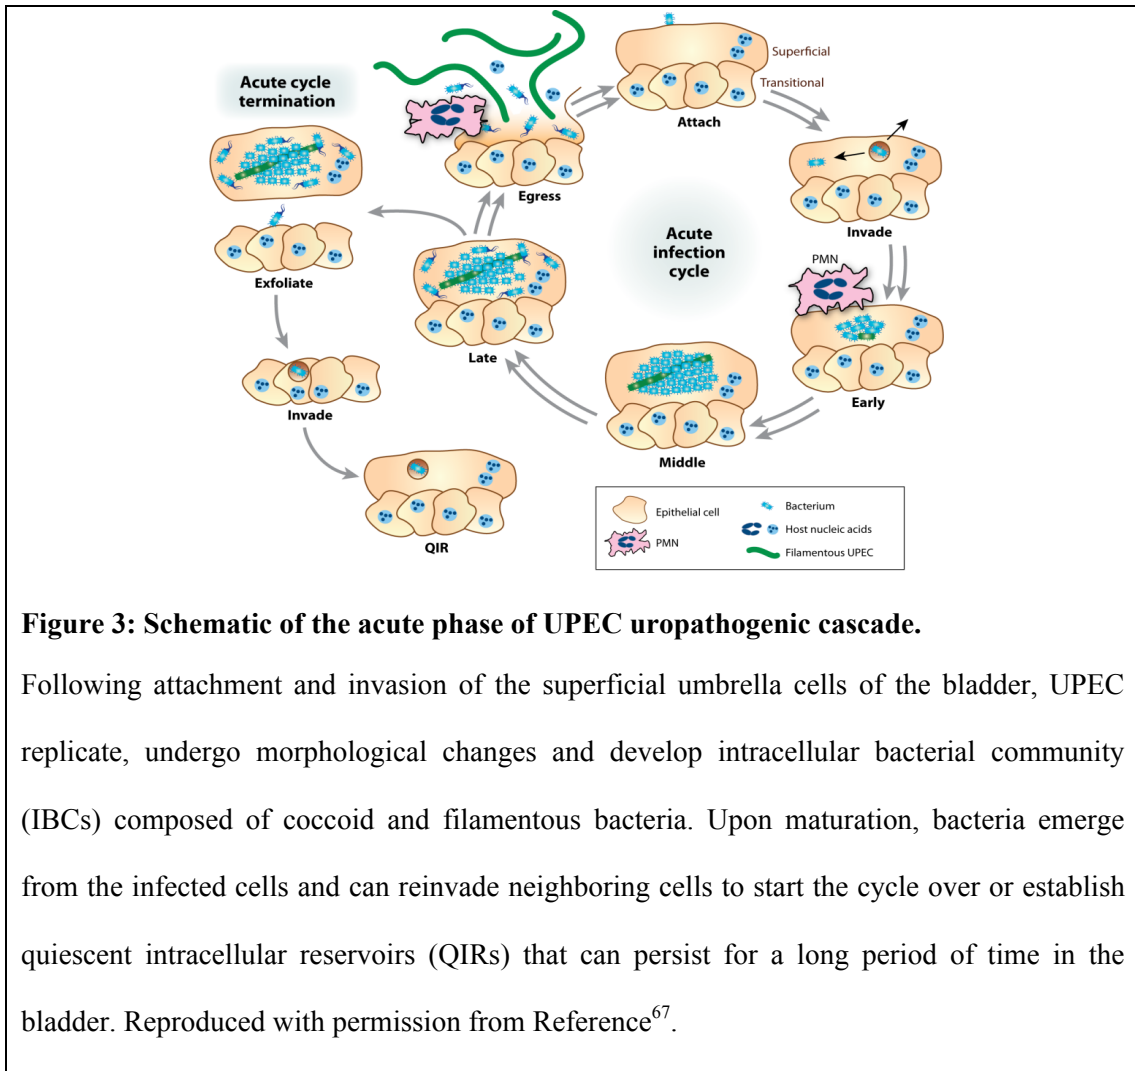 Acute cycle
termination
Superficial
Transitional
Attach
Egress
Invade
Acute
infection
cycle
PMN
Exfoliate
Late
Early
Invade
Middle
QIR
Epithelial cell
PMN
Bacterium
Host nucleic acids
Filamentous UPEC
Figure 3: Schematic of the acute phase of UPEC uropathogenic cascade.
Following attachment and invasion of the superficial umbrella cells of the bladder, UPEC
replicate, undergo morphological changes and develop intracellular bacterial community
(IBCs) composed of coccoid and filamentous bacteria. Upon maturation, bacteria emerge
from the infected cells and can reinvade neighboring cells to start the cycle over or establish
quiescent intracellular reservoirs (QIRs) that can persist for a long period of time in the
bladder. Reproduced with permission from Reference67.